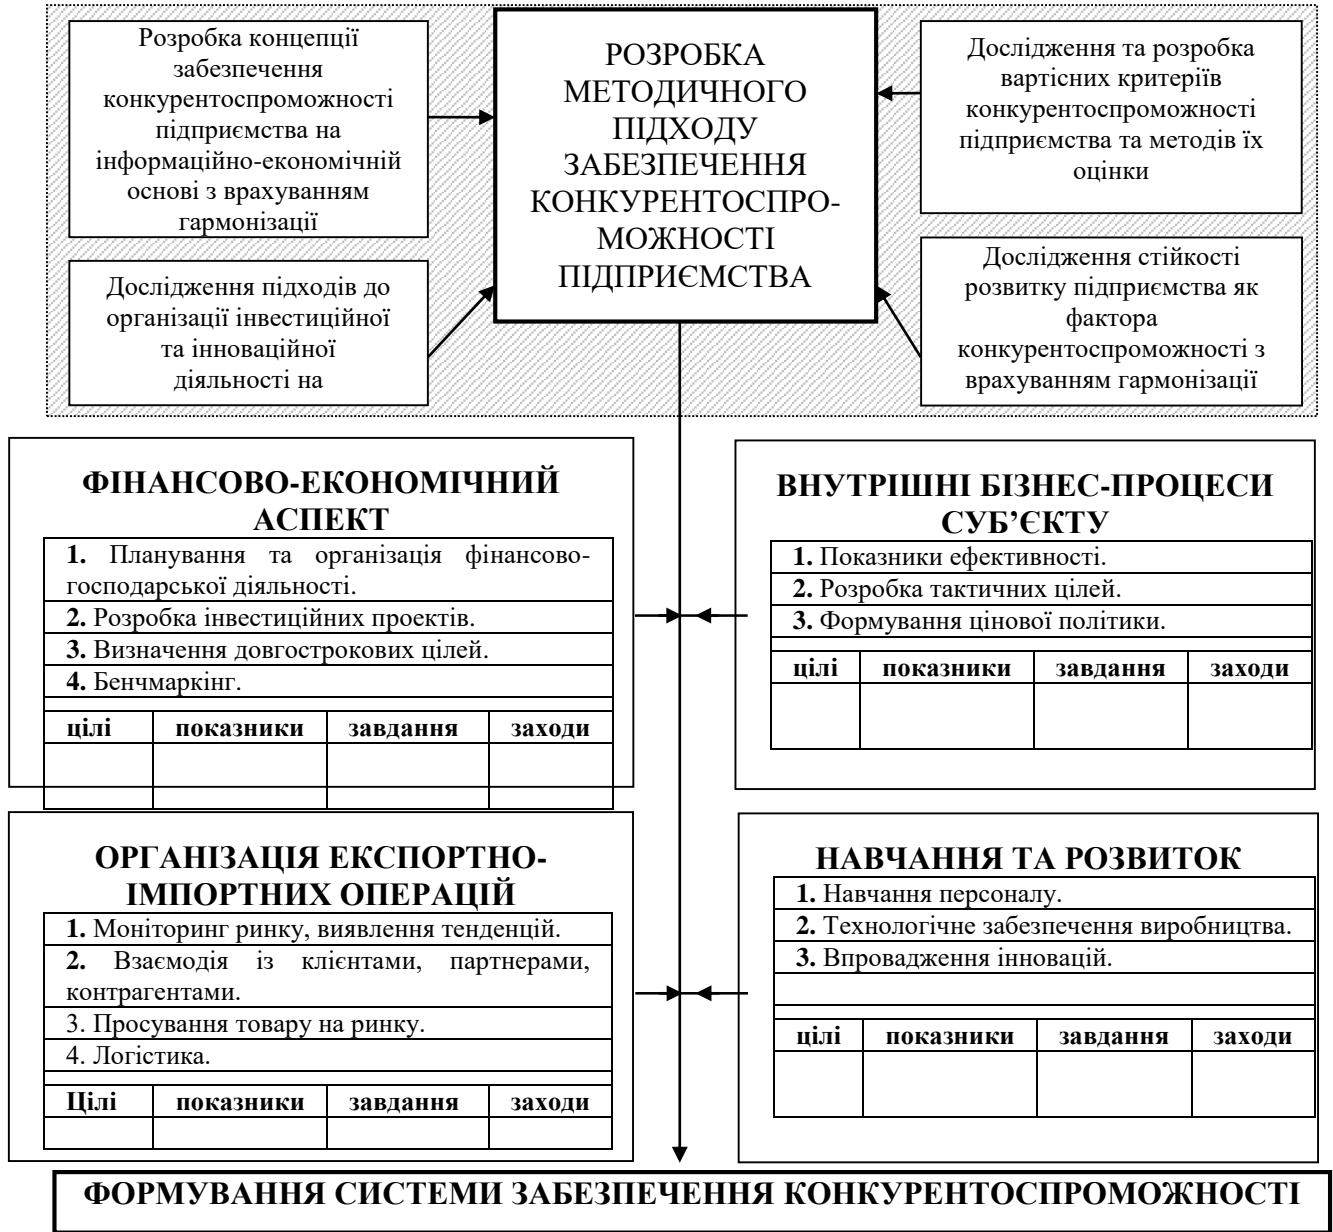 Розробка концепції
забезпечення
конкурентоспроможності
підприємства на
інформаційно-економічній
основі з врахуванням
гармонізації
Дослідження підходів до
організації інвестиційної
та інноваційної
діяльності на
РОЗРОБКА
МЕТОДИЧНОГО
ПІДХОДУ
ЗАБЕЗПЕЧЕННЯ
КОНКУРЕНТОСПРО-
МОЖНОСТІ
ПІДПРИЄМСТВА
Дослідження та розробка
вартісних критеріїв
конкурентоспроможності
підприємства та методів їх
оцінки
Дослідження стійкості
розвитку підприємства як
фактора
конкурентоспроможності з
врахуванням гармонізації
ФІНАНСОВО-ЕКОНОМІЧНИЙ
АСПЕКТ
1. Планування та організація фінансово-
господарської діяльності.
2. Розробка інвестиційних проектів.
3. Визначення довгострокових цілей.
4. Бенчмаркінг.
цілі показники завдання заходи
ВНУТРІШНІ БІЗНЕС-ПРОЦЕСИ
СУБ’ЄКТУ
1. Показники ефективності.
2. Розробка тактичних цілей.
3. Формування цінової політики.
цілі показники завдання заходи
ОРГАНІЗАЦІЯ ЕКСПОРТНО-
ІМПОРТНИХ ОПЕРАЦІЙ
1. Моніторинг ринку, виявлення тенденцій.
2. Взаємодія із клієнтами, партнерами,
контрагентами.
3. Просування товару на ринку.
4. Логістика.
Цілі показники завдання заходи
НАВЧАННЯ ТА РОЗВИТОК
1. Навчання персоналу.
2. Технологічне забезпечення виробництва.
3. Впровадження інновацій.
цілі показники завдання заходи
ФОРМУВАННЯ СИСТЕМИ ЗАБЕЗПЕЧЕННЯ КОНКУРЕНТОСПРОМОЖНОСТІ